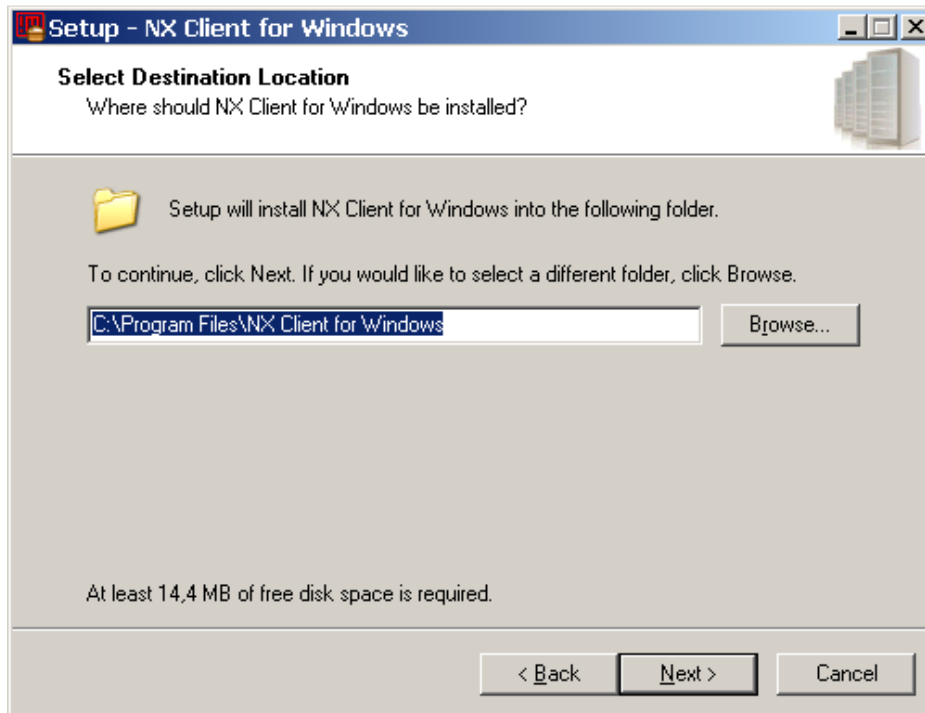 Setup - NX Client for Windows
Select Destination Location
Where should NX Client for Windows be installed?
Setup will install NX Client for Windows into the following folder.
To continue, click Next. If you would like to select a different folder, click Browse.
C:\Program Files\NX Client for Windows
Browse...
At least 14,4 MB of free disk space is required.
< Back
Next >
Cancel